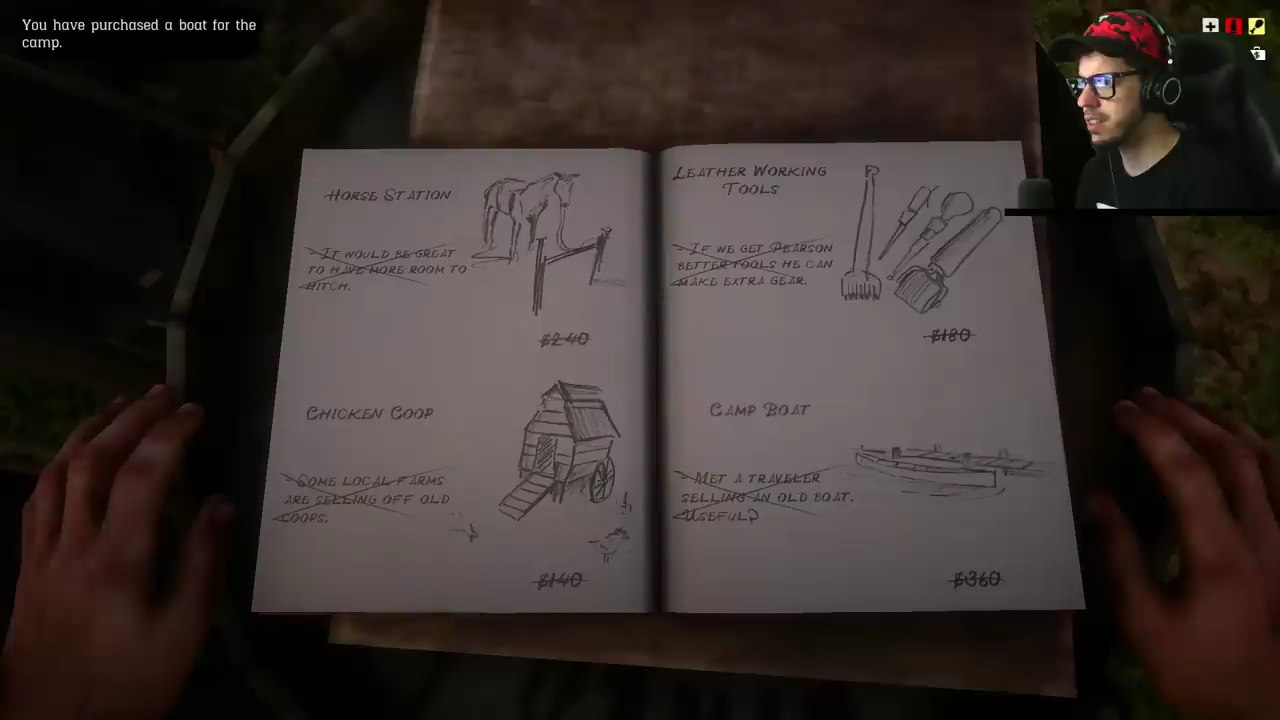 You have purchased a boat for the
camp.
HORSE STATION
IT WOULD BE GREAT
TO HAVE MORE ROOM TO
HITCH.
$240
CHICKEN COOP
SOME LOCAL FARMS
ARE SELLING OFF OLD
COOPS.
$140
LEATHER WORKING
TOOLS
IF WE GET PEARSON
BETTER TOOLS HE CAN
MAKE EXTRA GEAR.
$180
CAMP BOAT
MET A TRAVELER
SELLING AN OLD BOAT.
USEFUL?
$360